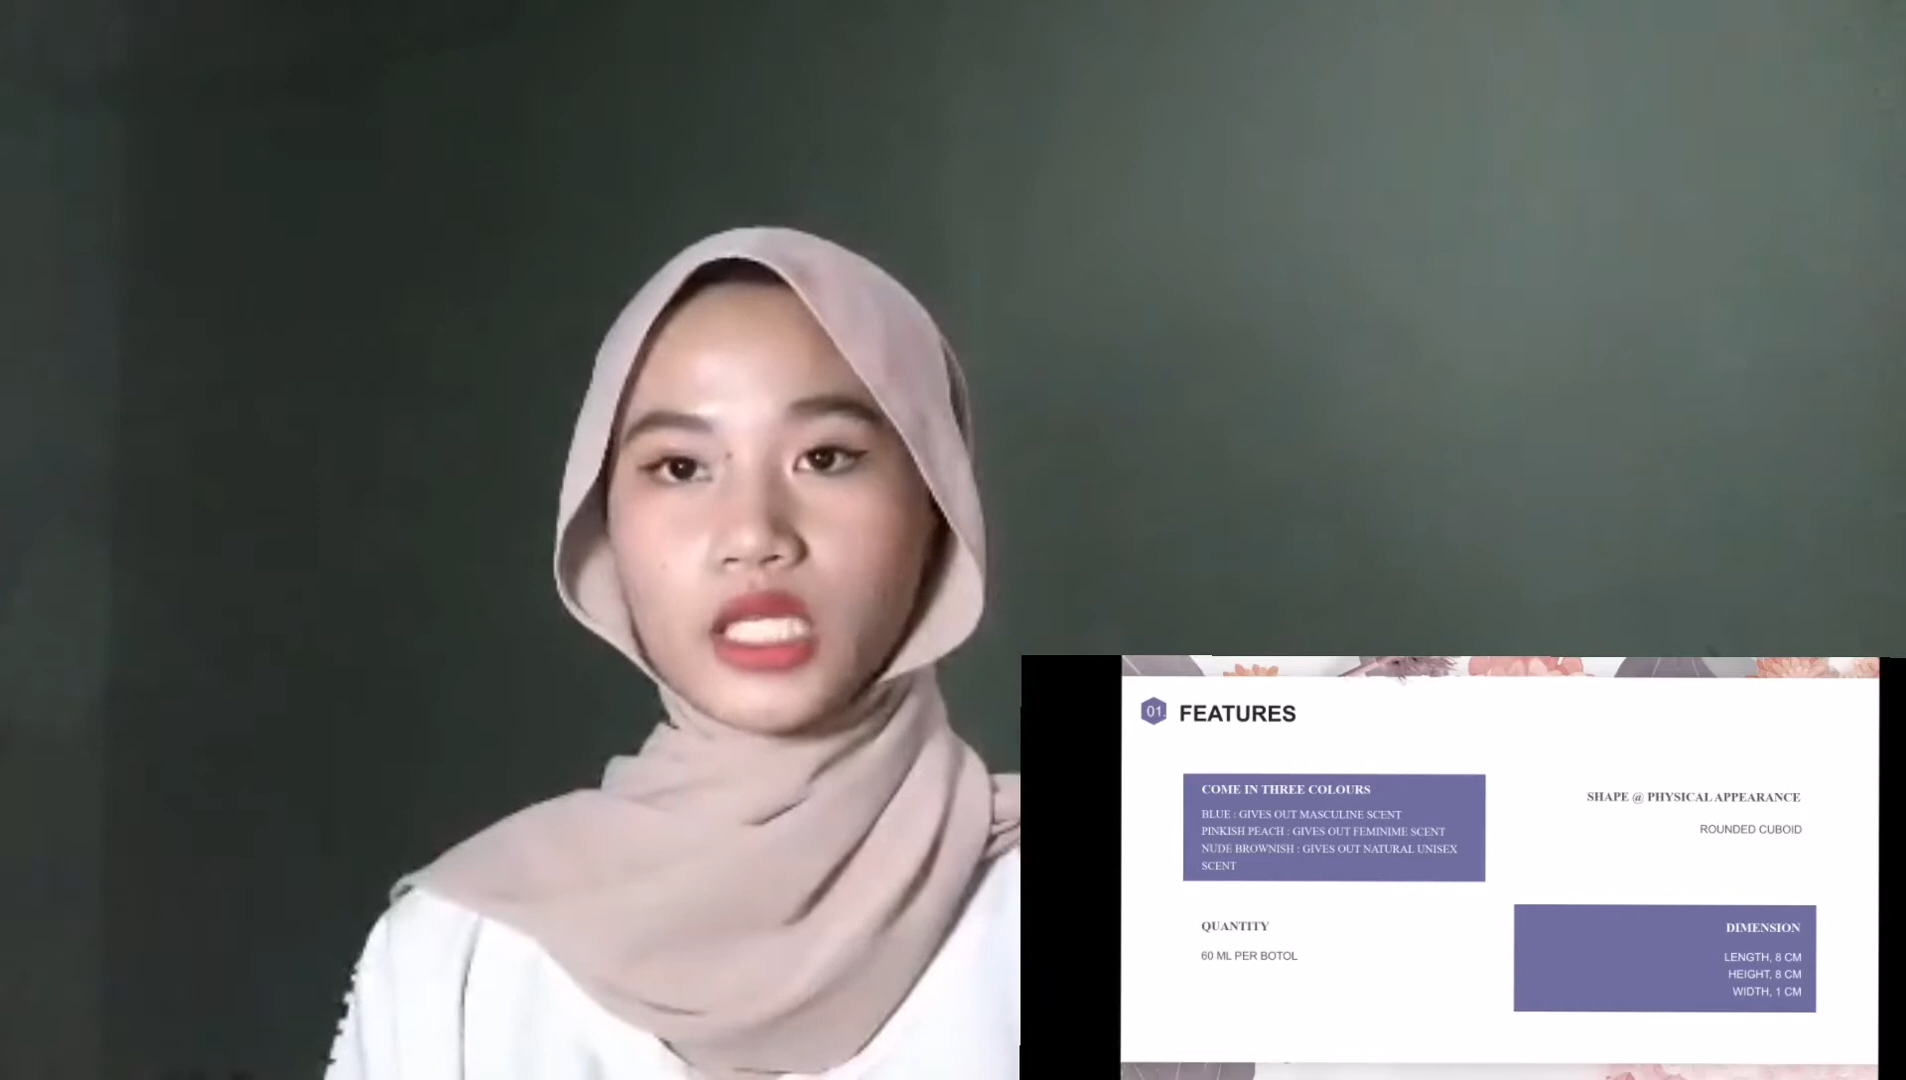 01.
FEATURES
COME IN THREE COLOURS
BLUE : GIVES OUT MASCULINE SCENT
PINKISH PEACH : GIVES OUT FEMINIME SCENT
NUDE BROWNISH : GIVES OUT NATURAL UNISEX
SCENT
SHAPE @ PHYSICAL APPEARANCE
ROUNDED CUBOID
QUANTITY
60 ML PER BOTOL
DIMENSION
LENGTH, 8 CM
HEIGHT, 8 CM
WIDTH, 1 CM